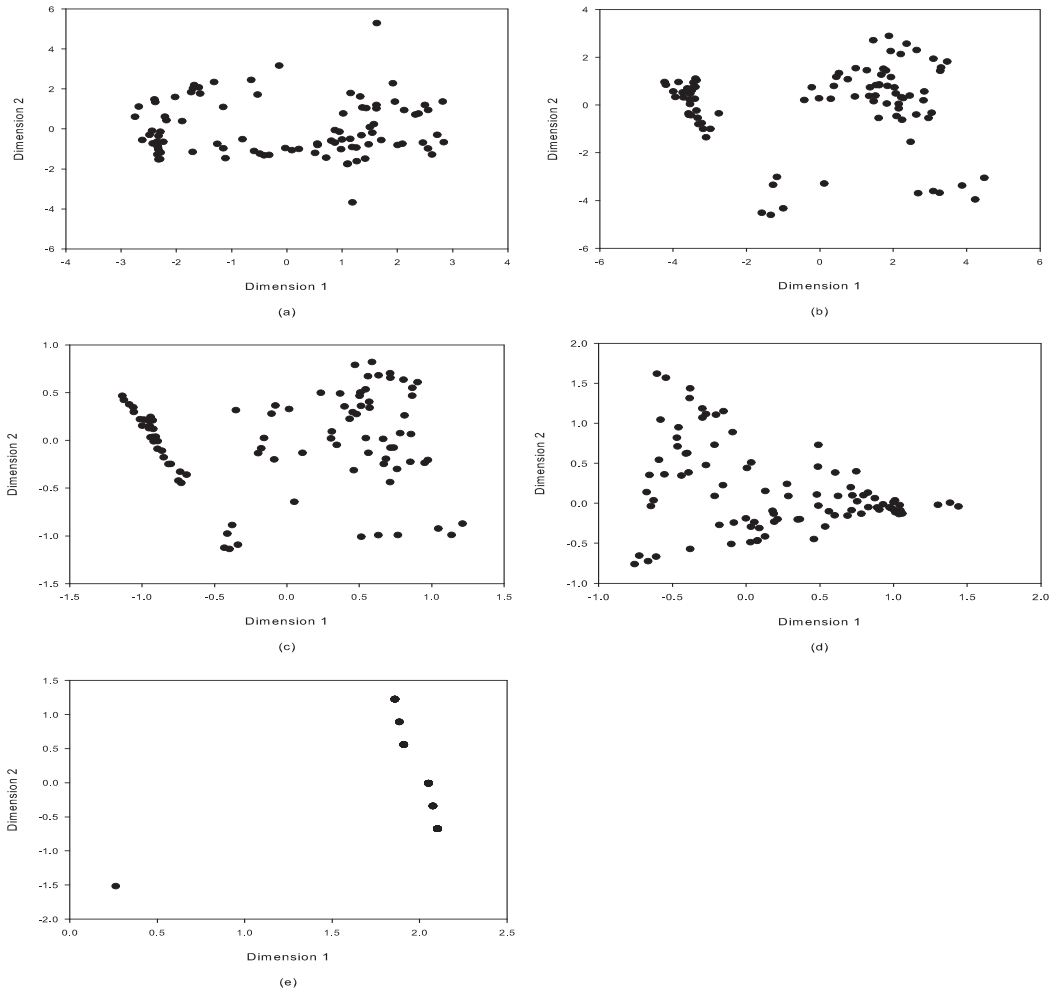 6
4
2
0
-2
-4
-6
-4 -3 -2 -1 0 1 2 3 4
Dimension 2
Dimension 1
(a)
4
2
0
-2
-4
-6
-6 -4 -2 0 2 4 6
Dimension 2
Dimension 1
(b)
1.0
0.5
0.0
-0.5
-1.0
-1.5
-1.5 -1.0 -0.5 0.0 0.5 1.0 1.5
Dimension 2
Dimension 1
(c)
2.0
1.5
1.0
0.5
0.0
-0.5
-1.0
-1.0 -0.5 0.0 0.5 1.0 1.5 2.0
Dimension 2
Dimension 1
(d)
1.5
1.0
0.5
0.0
-0.5
-1.0
-1.5
-2.0
0.0 0.5 1.0 1.5 2.0 2.5
Dimension 2
Dimension 1
(e)